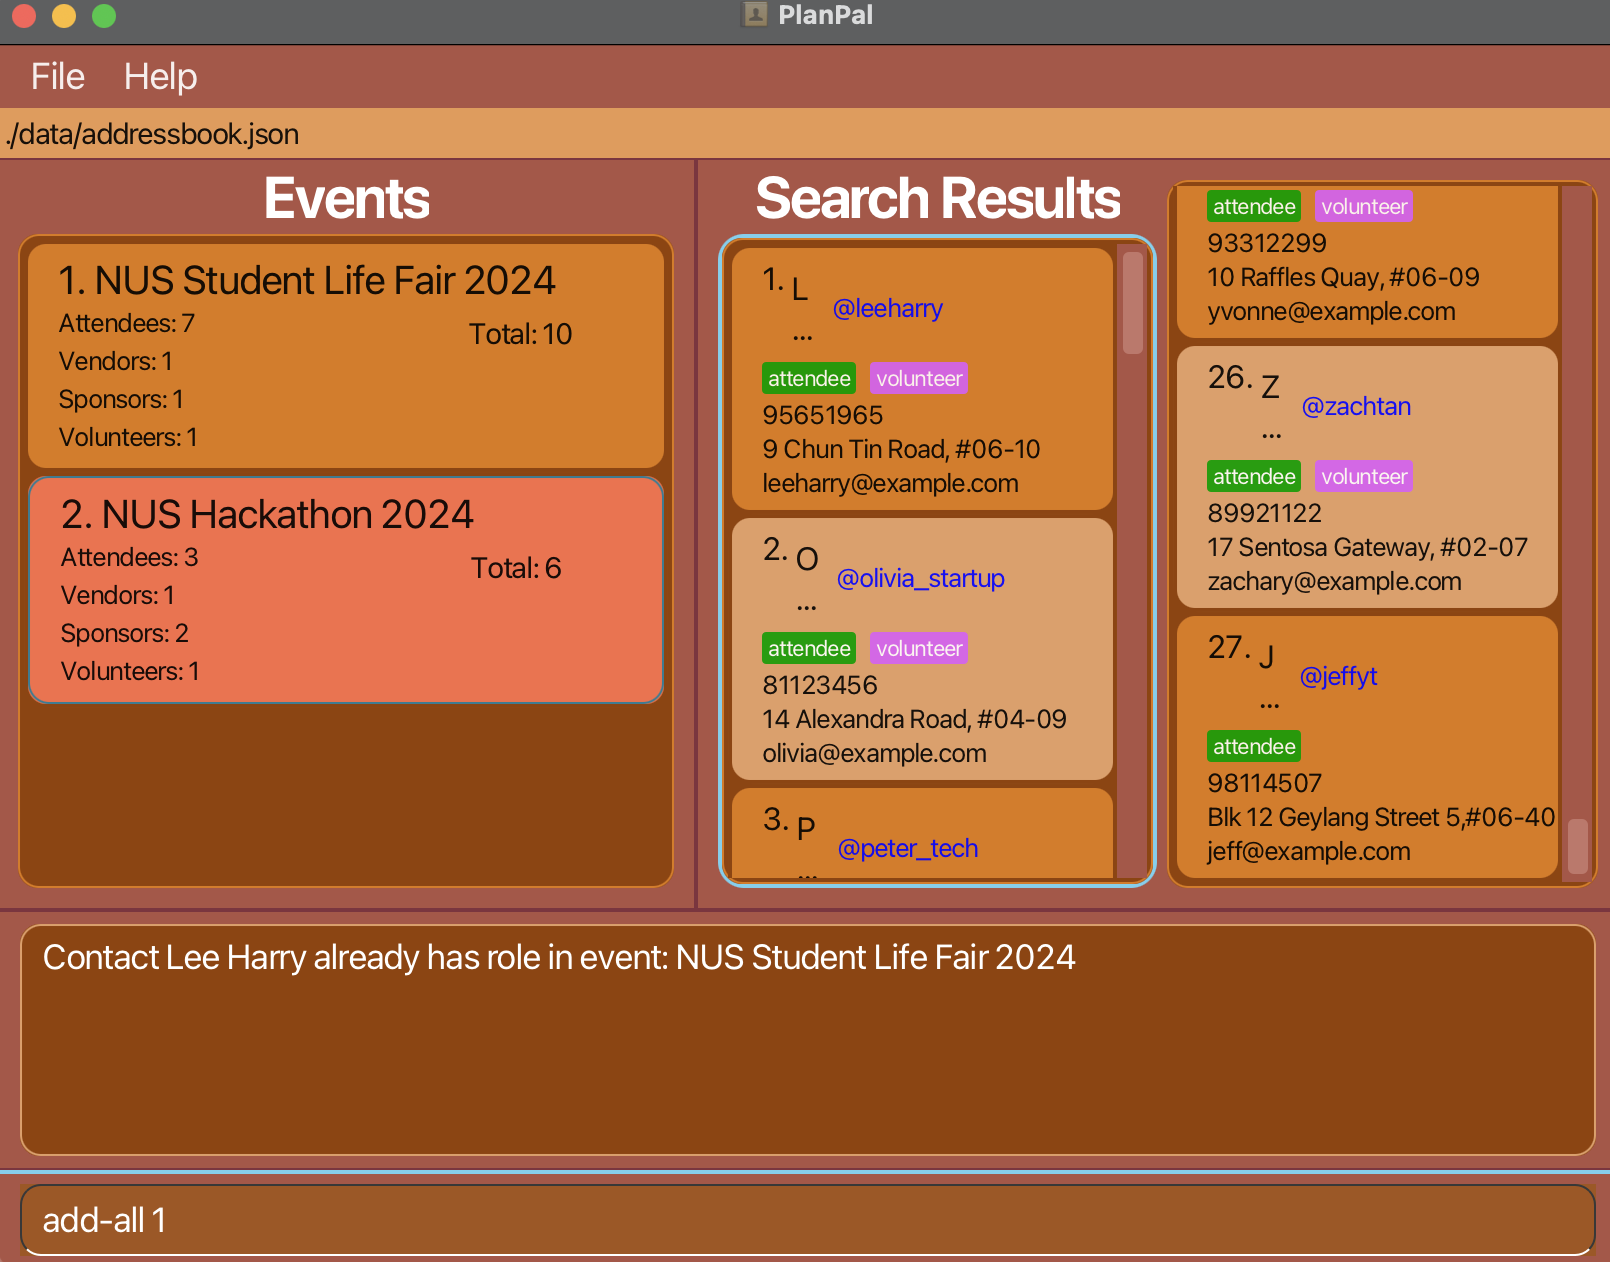 PlanPal
File Help
./data/addressbook.json
Events
1. NUS Student Life Fair 2024
Attendees: 7
Total: 10
Vendors: 1
Sponsors: 1
Volunteers: 1
2. NUS Hackathon 2024
Attendees: 3
Total: 6
Vendors: 1
Sponsors: 2
Volunteers: 1
Search Results
1. L... @leeharry
attendee volunteer
95651965
9 Chun Tin Road, #06-10
leeharry@example.com
2. O... @olivia_startup
attendee volunteer
81123456
14 Alexandra Road, #04-09
olivia@example.com
3. P... @peter_tech
attendee volunteer
93312299
10 Raffles Quay, #06-09
yvonne@example.com
26. Z... @zachtan
attendee volunteer
89921122
17 Sentosa Gateway, #02-07
zachary@example.com
27. J... @jeffyt
attendee
98114507
Blk 12 Geylang Street 5,#06-40
jeff@example.com
Contact Lee Harry already has role in event: NUS Student Life Fair 2024
add-all 1